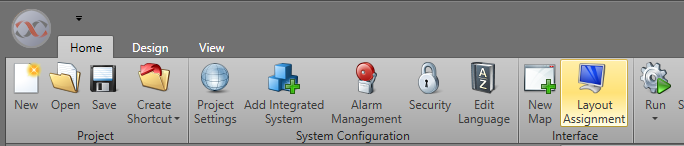 Home Design View
New Open Save Create Shortcut
Project Settings Add Integrated System Alarm Management Security Edit Language
New Map Layout Assignment Run S
A Z
Project System Configuration Interface